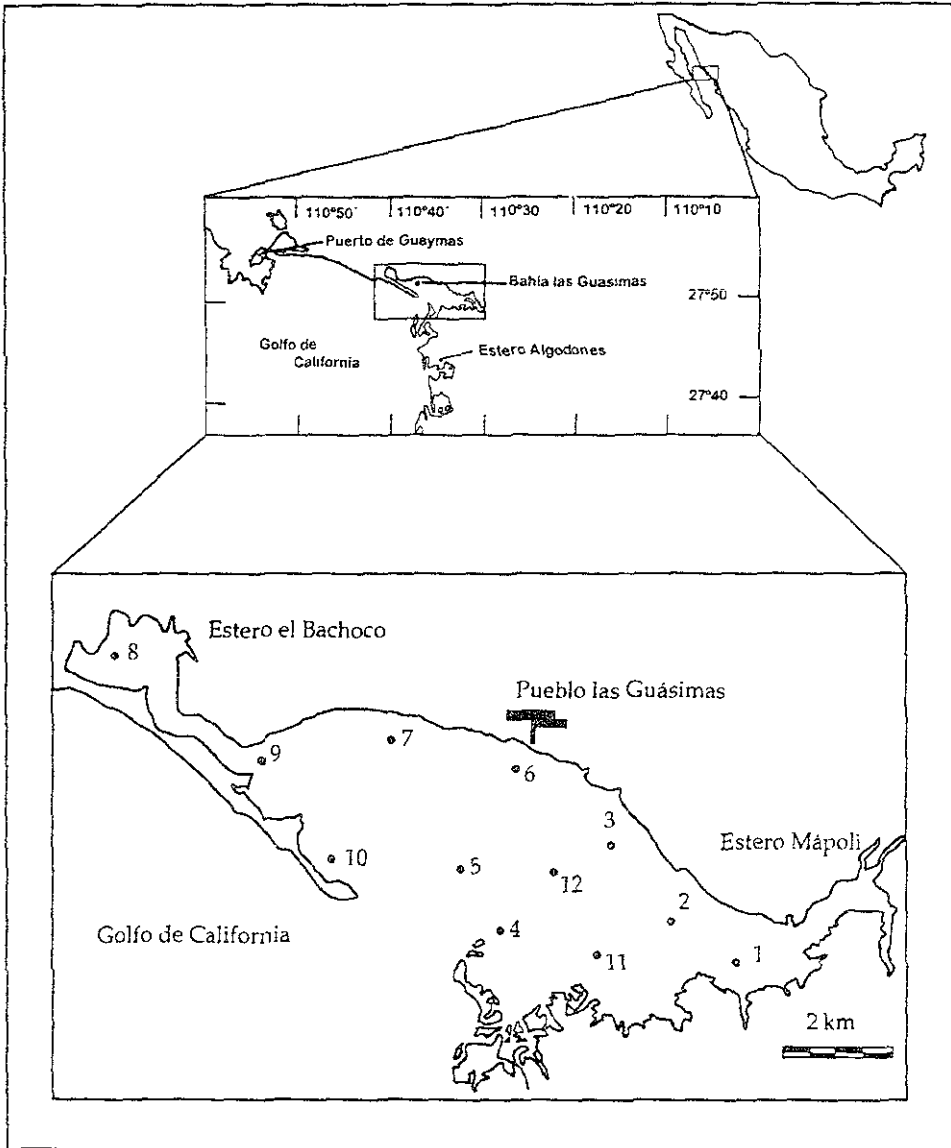 110°50´ 110°40´ 110°30´ 110°20´ 110°10´
Puerto de Guaymas
Bahía las Guasimas
27°50
Golfo de
California
Estero Algodones
27°40
Estero el Bachoco
8
Pueblo las Guásimas
7
9
6
3
Estero Mápoli
10
5
12
2
4
Golfo de California
11
1
2 km